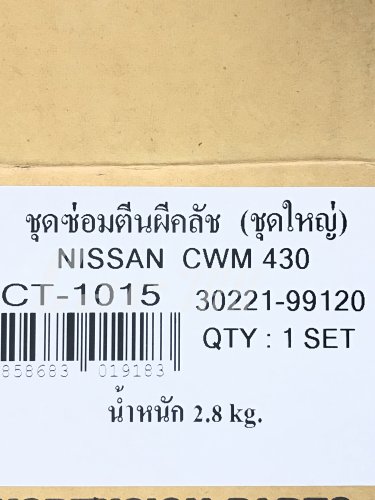 ชุดซ่อมตีนผีคลัช (ชุดใหญ่)
NISSAN CWM 430
CT-1015 30221-99120
QTY : 1 SET
858683 019183
น้ำหนัก 2.8 kg.